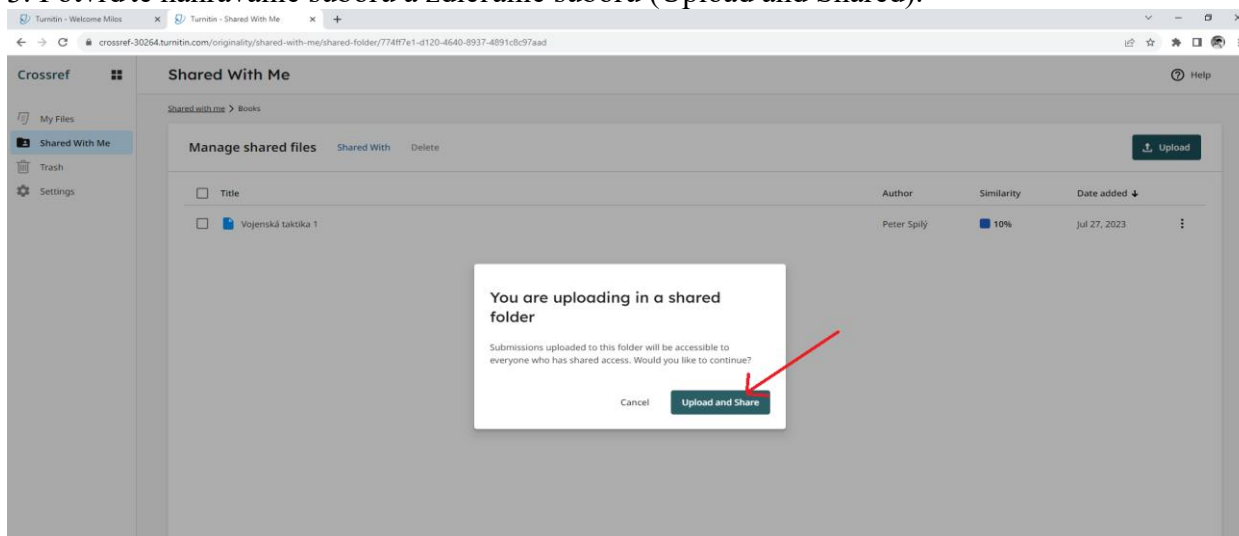 Potvrďte nahrávanie súboru a zdieľanie súboru (Upload and Shared).
Turnitin - Welcome Milos
Turnitin - Shared With Me
crossref-30264.turnitin.com/originality/shared-with-me/shared-folder/774ff7e1-d120-4640-8937-4891c8c97aad
Crossref
Shared With Me
Help
My Files
Shared With Me
Trash
Settings
Shared with me > Books
Manage shared files Shared With Delete
Upload
Title Author Similarity Date added
Vojenská taktika 1 Peter Spilý 10% Jul 27, 2023
You are uploading in a shared
folder
Submissions uploaded to this folder will be accessible to
everyone who has shared access. Would you like to continue?
Cancel Upload and Share